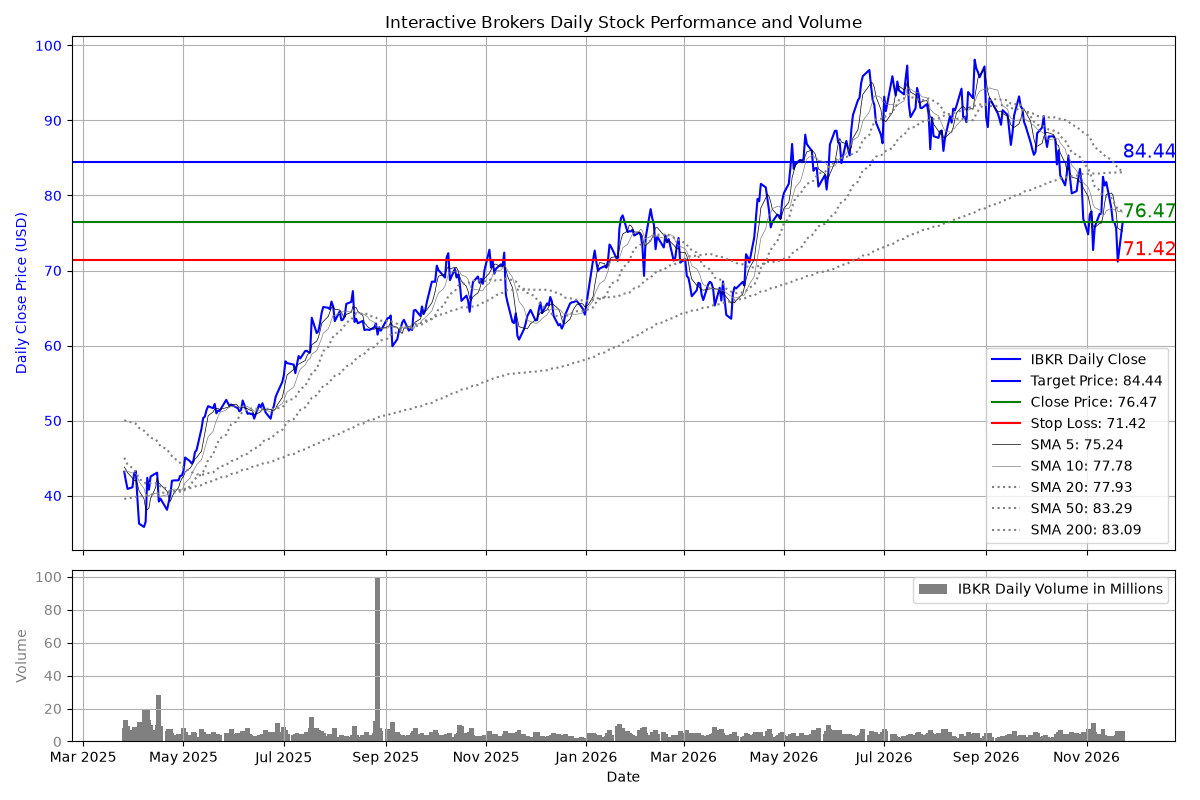 Interactive Brokers Daily Stock Performance and Volume
Daily Close Price (USD)
100
90
80
70
60
50
40
84.44
76.47
71.42
IBKR Daily Close
Target Price: 84.44
Close Price: 76.47
Stop Loss: 71.42
SMA 5: 75.24
SMA 10: 77.78
SMA 20: 77.93
SMA 50: 83.29
SMA 200: 83.09
Volume
100
80
60
40
20
0
IBKR Daily Volume in Millions
Mar 2025 May 2025 Jul 2025 Sep 2025 Nov 2025 Jan 2026 Mar 2026 May 2026 Jul 2026 Sep 2026 Nov 2026
Date